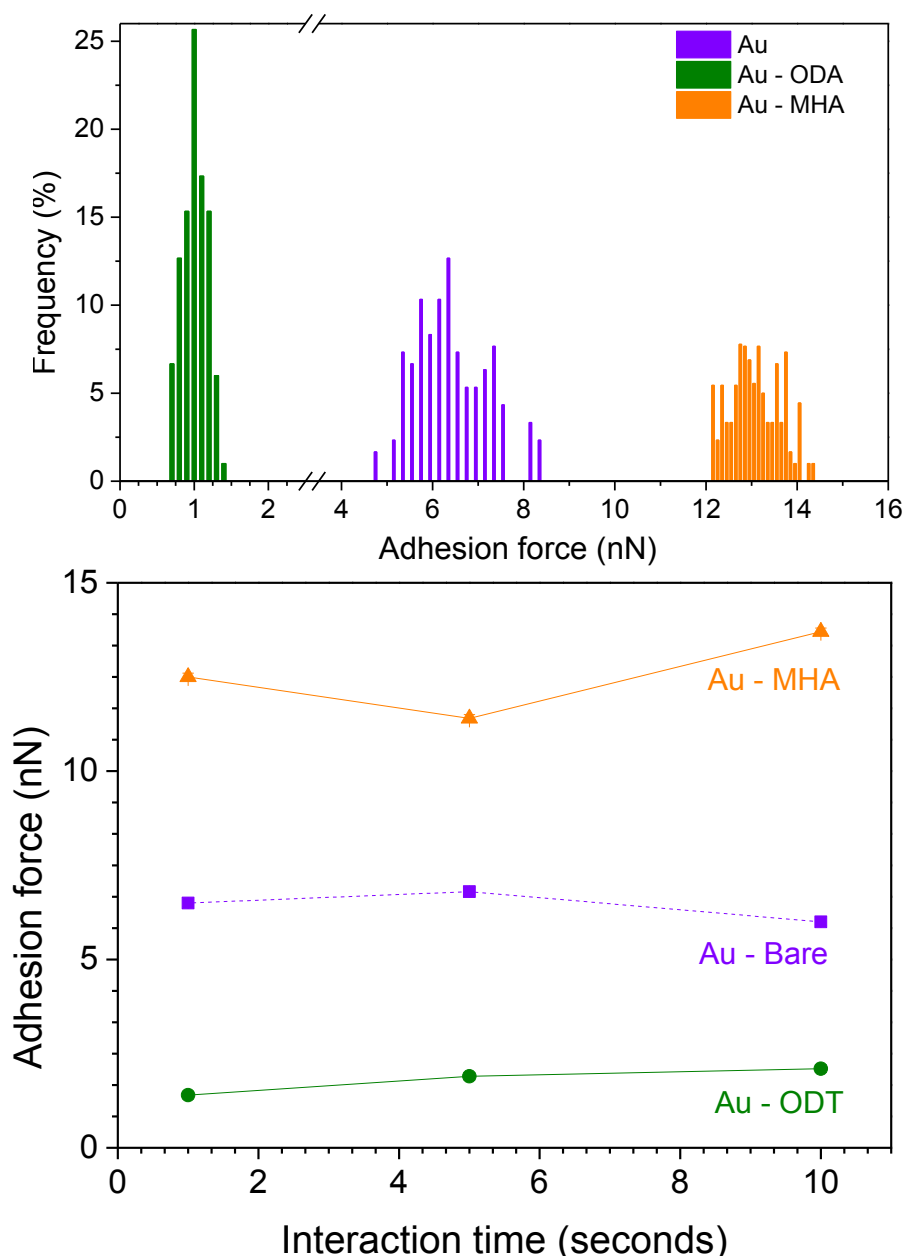 25
20
15
10
5
0
Frequency (%)
Au
Au - ODA
Au - MHA
0 1 2 4 6 8 10 12 14 16
Adhesion force (nN)
15
10
5
0
Adhesion force (nN)
Au - MHA
Au - Bare
Au - ODT
0 2 4 6 8 10
Interaction time (seconds)